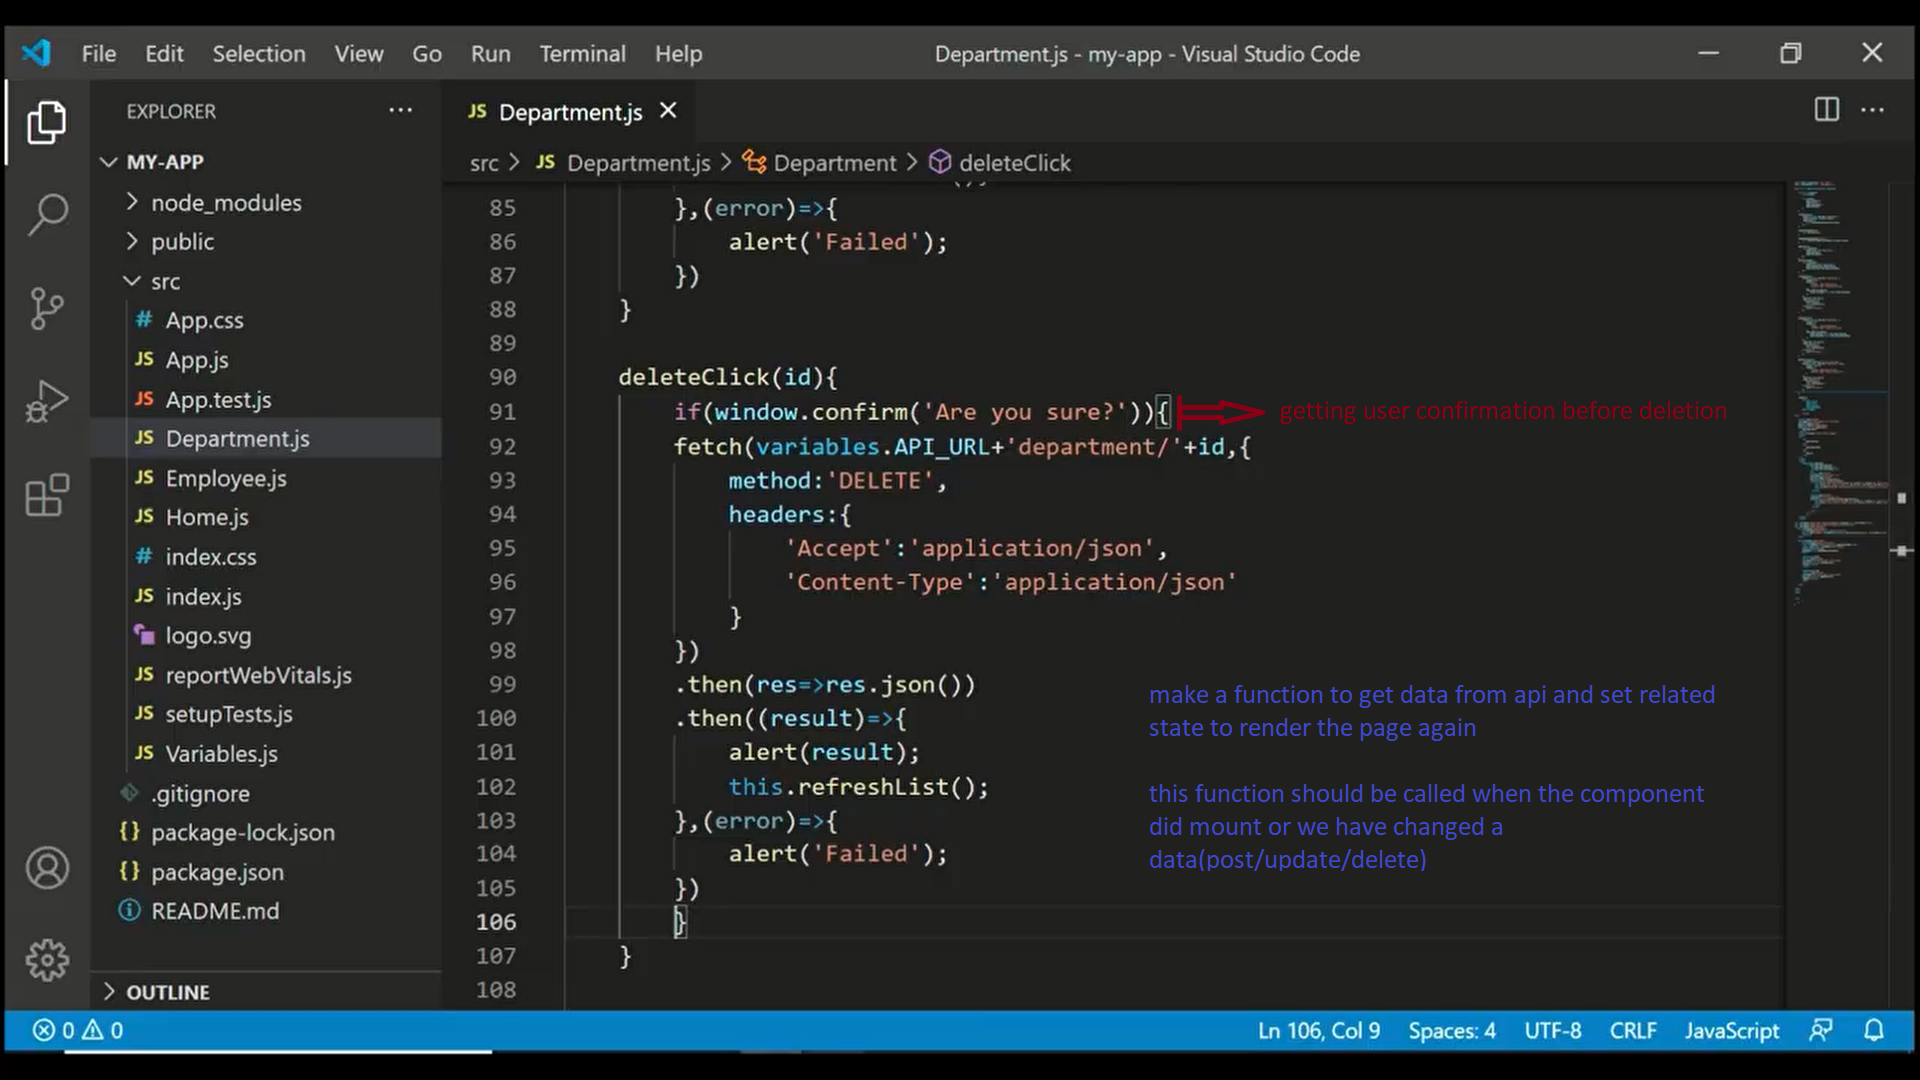 File Edit Selection View Go Run Terminal Help Department.js - my-app - Visual Studio Code
EXPLORER
JS Department.js
MY-APP
src > JS Department.js > Department > deleteClick
node_modules
public
src
# App.css
JS App.js
JS App.test.js
JS Department.js
JS Employee.js
JS Home.js
# index.css
JS index.js
logo.svg
JS reportWebVitals.js
JS setupTests.js
JS Variables.js
.gitignore
{} package-lock.json
{} package.json
README.md
OUTLINE
85 },(error)=>{
86 alert('Failed');
87 })
88 }
89
90 deleteClick(id){
91 if(window.confirm('Are you sure?')){
getting user confirmation before deletion
92 fetch(variables.API_URL+'department/'+id,{
93 method:'DELETE',
94 headers:{
95 'Accept':'application/json',
96 'Content-Type':'application/json'
97 }
98 })
99 .then(res=>res.json())
100 .then((result)=>{
101 alert(result);
102 this.refreshList();
103 },(error)=>{
104 alert('Failed');
105 })
106 }
107 }
108
make a function to get data from api and set related
state to render the page again
this function should be called when the component
did mount or we have changed a
data(post/update/delete)
0 0 Ln 106, Col 9 Spaces: 4 UTF-8 CRLF JavaScript